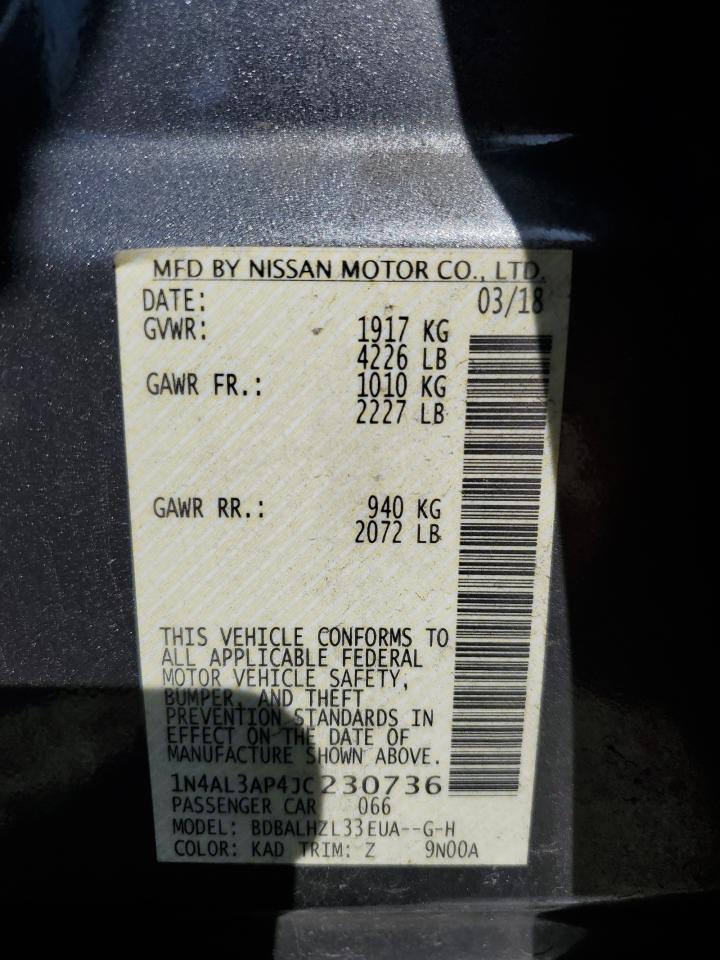 MFD BY NISSAN MOTOR CO., LTD.
DATE: 03/18
GVWR: 1917 KG
4226 LB
GAWR FR.: 1010 KG
2227 LB
GAWR RR.: 940 KG
2072 LB
THIS VEHICLE CONFORMS TO
ALL APPLICABLE FEDERAL
MOTOR VEHICLE SAFETY,
BUMPER, AND THEFT
PREVENTION STANDARDS IN
EFFECT ON THE DATE OF
MANUFACTURE SHOWN ABOVE.
1N4AL3AP4JC230736
PASSENGER CAR 066
MODEL: BDBALHZL33EUA--G-H
COLOR: KAD TRIM: Z 9N00A